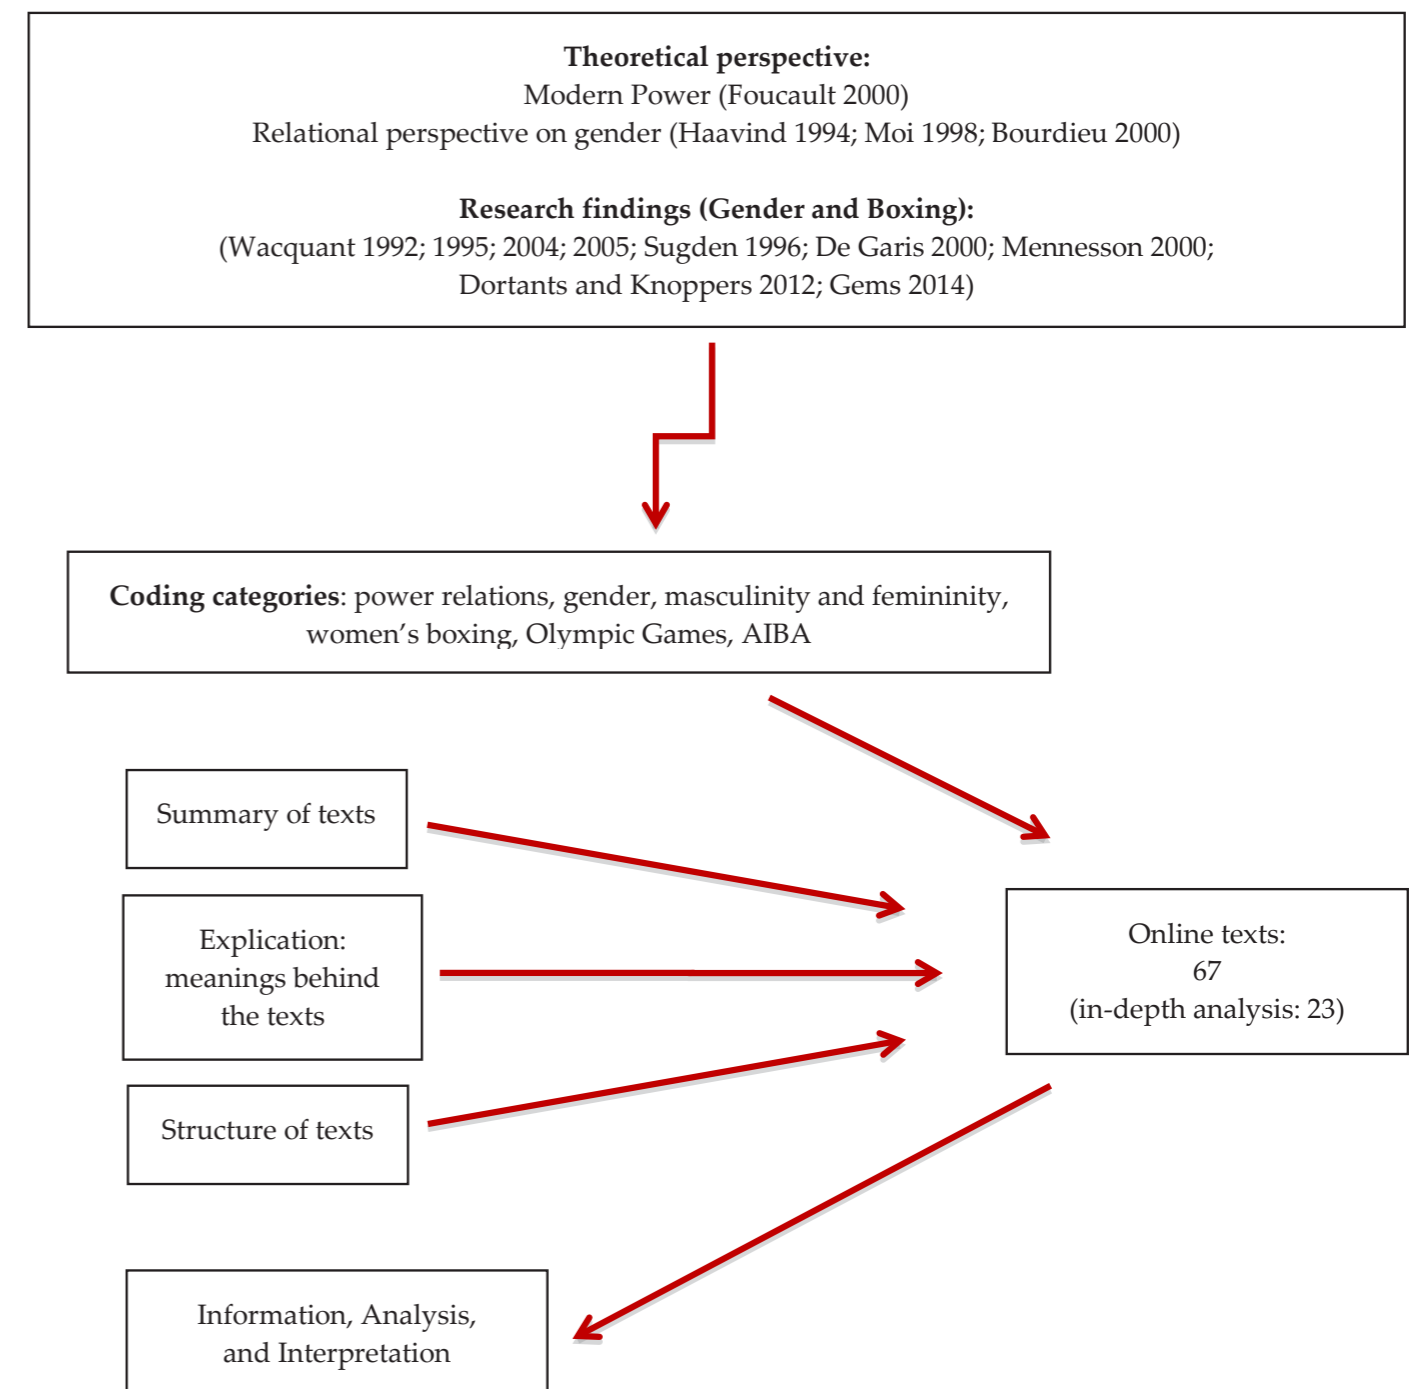 Theoretical perspective:
Modern Power (Foucault 2000)
Relational perspective on gender (Haavind 1994; Moi 1998; Bourdieu 2000)
Research findings (Gender and Boxing):
(Wacquant 1992; 1995; 2004; 2005; Sugden 1996; De Garis 2000; Mennesson 2000;
Dortants and Knoppers 2012; Gems 2014)
Coding categories: power relations, gender, masculinity and femininity,
women’s boxing, Olympic Games, AIBA
Summary of texts
Explication:
meanings behind
the texts
Structure of texts
Online texts:
67
(in-depth analysis: 23)
Information, Analysis,
and Interpretation